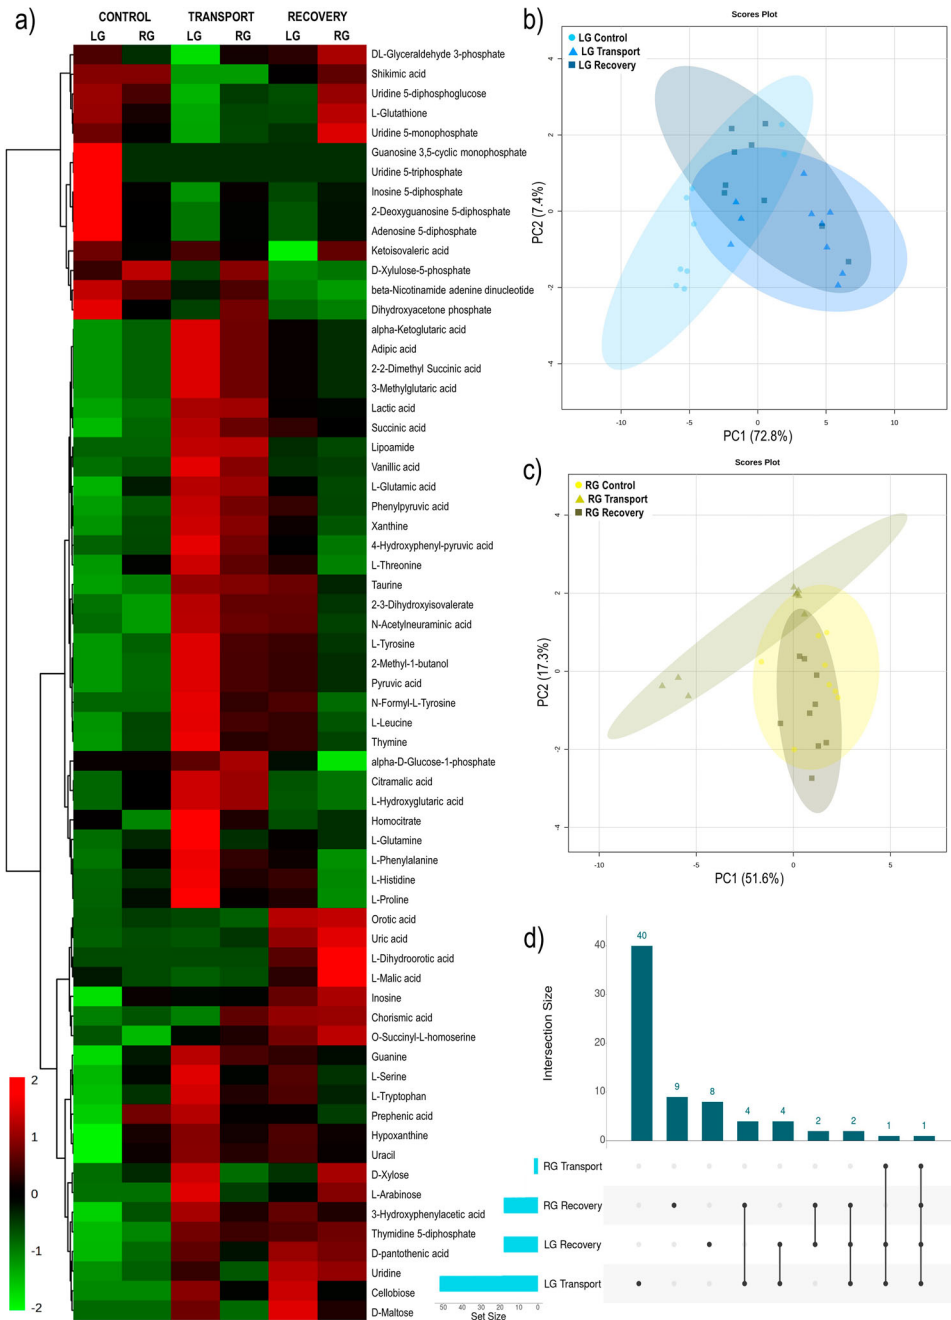 a)
CONTROL TRANSPORT RECOVERY
LG RG LG RG LG RG
DL-Glyceraldehyde 3-phosphate
Shikimic acid
Uridine 5-diphosphoglucose
L-Glutathione
Uridine 5-monophosphate
Guanosine 3,5-cyclic monophosphate
Uridine 5-triphosphate
Inosine 5-diphosphate
2-Deoxyguanosine 5-diphosphate
Adenosine 5-diphosphate
Ketoisovaleric acid
D-Xylulose-5-phosphate
beta-Nicotinamide adenine dinucleotide
Dihydroxyacetone phosphate
alpha-Ketoglutaric acid
Adipic acid
2-2-Dimethyl Succinic acid
3-Methylglutaric acid
Lactic acid
Succinic acid
Lipoamide
Vanillic acid
L-Glutamic acid
Phenylpyruvic acid
Xanthine
4-Hydroxyphenyl-pyruvic acid
L-Threonine
Taurine
2-3-Dihydroxyisovalerate
N-Acetylneuraminic acid
L-Tyrosine
2-Methyl-1-butanol
Pyruvic acid
N-Formyl-L-Tyrosine
L-Leucine
Thymine
alpha-D-Glucose-1-phosphate
Citramalic acid
L-Hydroxyglutaric acid
Homocitrate
L-Glutamine
L-Phenylalanine
L-Histidine
L-Proline
Orotic acid
Uric acid
L-Dihydroorotic acid
L-Malic acid
Inosine
Chorismic acid
O-Succinyl-L-homoserine
Guanine
L-Serine
L-Tryptophan
Prephenic acid
Hypoxanthine
Uracil
D-Xylose
L-Arabinose
3-Hydroxyphenylacetic acid
Thymidine 5-diphosphate
D-pantothenic acid
Uridine
Cellobiose
D-Maltose
2
1
0
-1
-2
b)
Scores Plot
LG Control
LG Transport
LG Recovery
PC2 (7.4%)
4
2
0
-2
-4
-10 -5 0 5 10
PC1 (72.8%)
c)
Scores Plot
RG Control
RG Transport
RG Recovery
PC2 (17.3%)
4
2
0
-2
-4
-10 -5 0 5
PC1 (51.6%)
d)
Intersection Size
40
30
20
10
0
40 9 8 4 4 2 2 1 1
RG Transport
RG Recovery
LG Recovery
LG Transport
50 40 30 20 10 0
Set Size